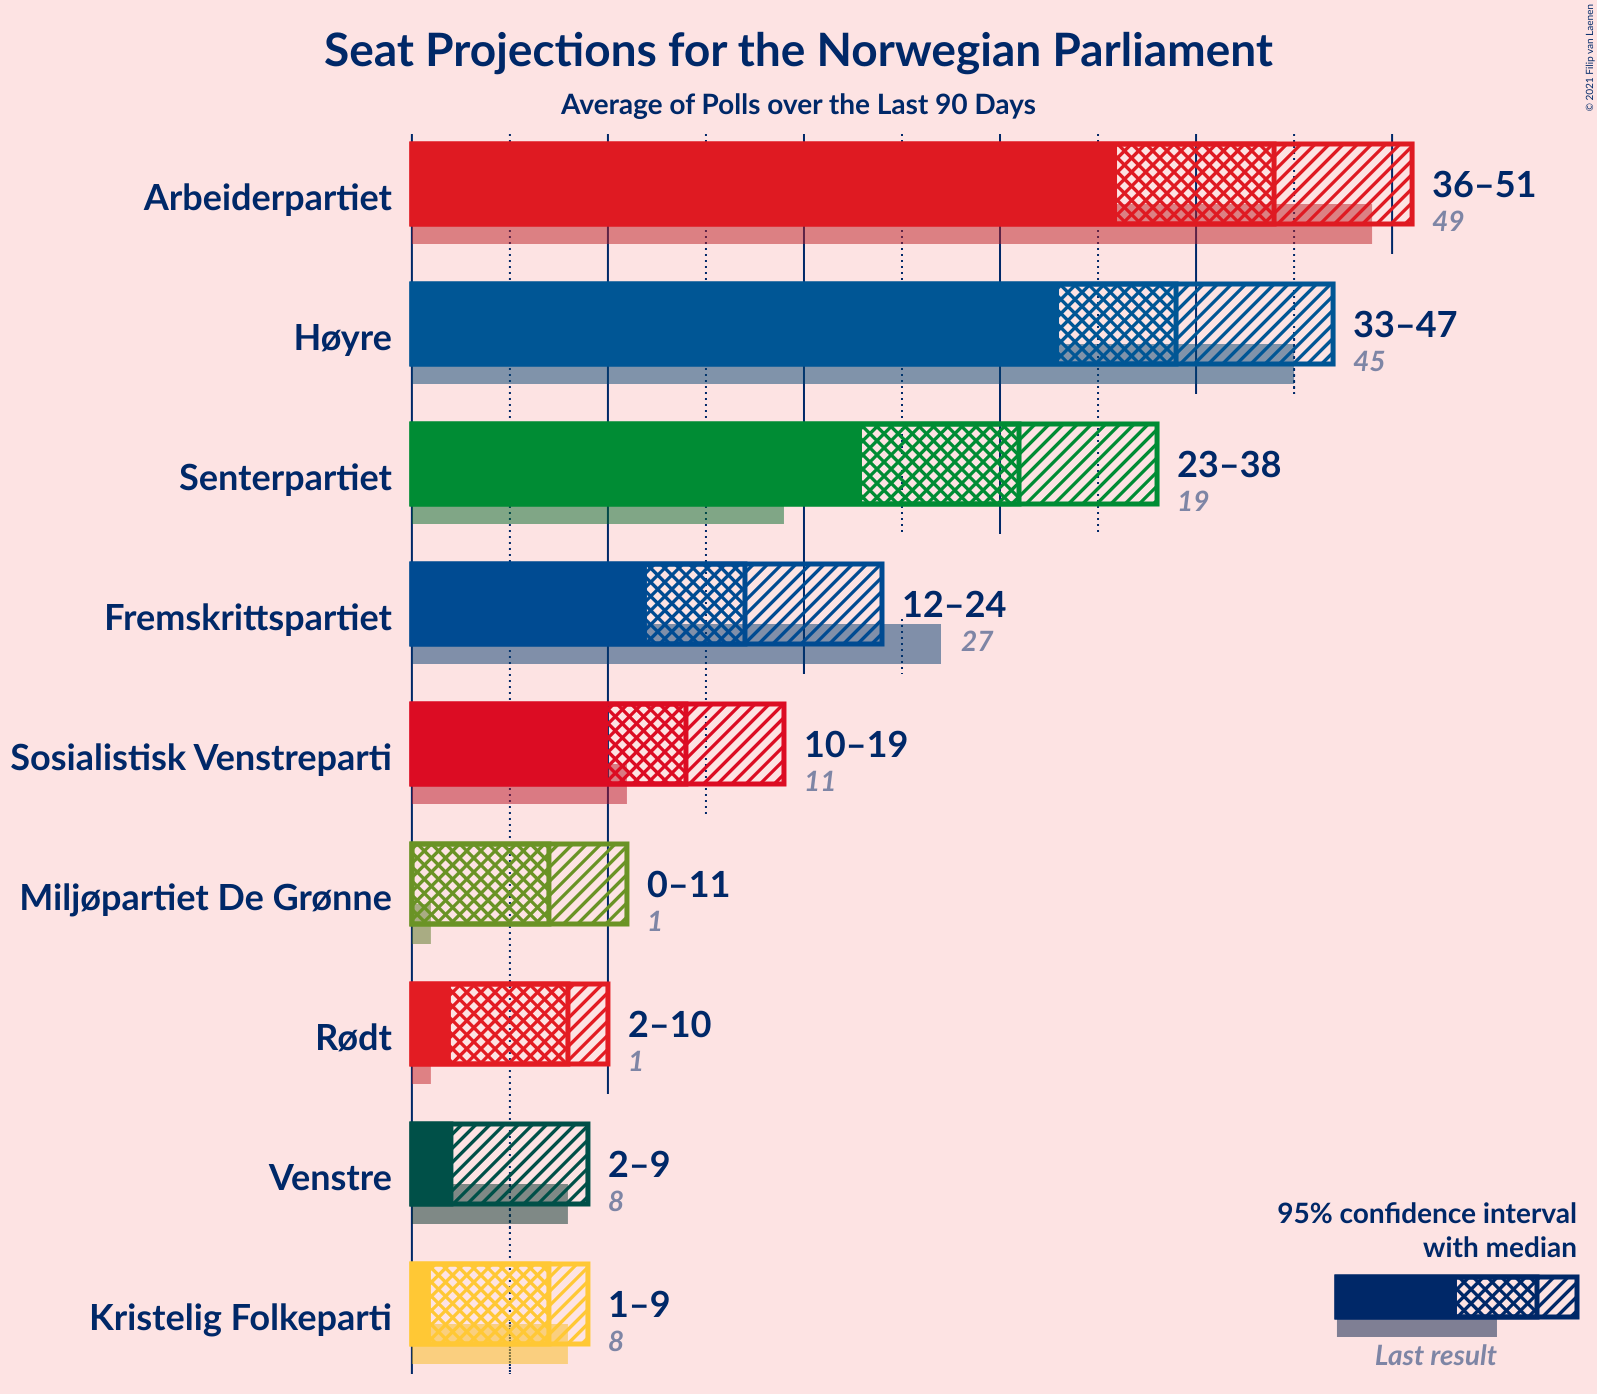 Seat Projections for the Norwegian Parliament
Average of Polls over the Last 90 Days
© 2021 Filip van Laenen
Arbeiderpartiet
36–51
49
Høyre
33–47
45
Senterpartiet
23–38
19
Fremskrittspartiet
12–24
27
Sosialistisk Venstreparti
10–19
11
Miljøpartiet De Grønne
0–11
1
Rødt
2–10
1
Venstre
2–9
8
Kristelig Folkeparti
1–9
8
95% confidence interval
with median
Last result